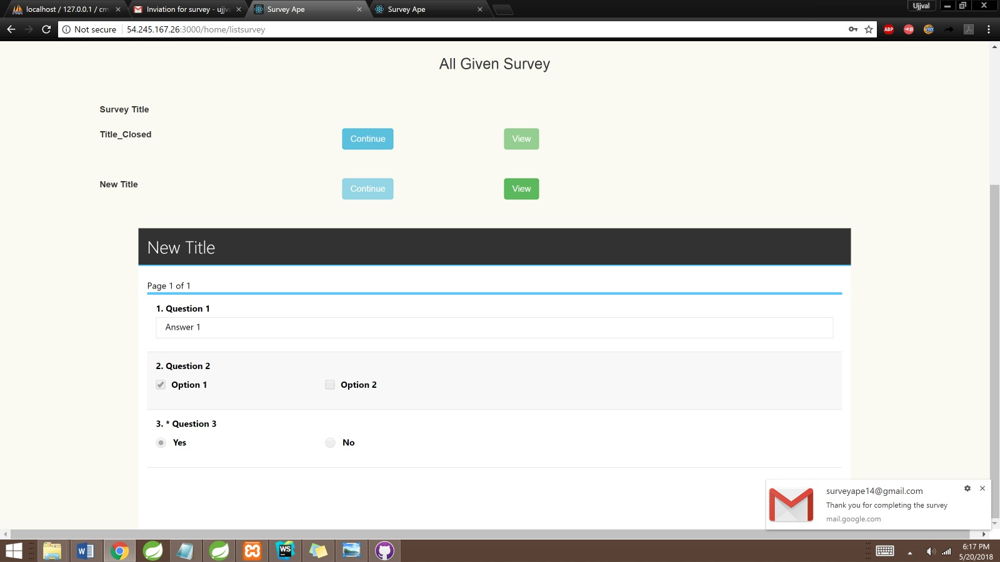 localhost / 127.0.0.1 / cm
Inviation for survey - ujjva
Survey Ape
Survey Ape
Ujjval
Not secure
54.245.167.26:3000/home/listsurvey
ABP
TXT
All Given Survey
Survey Title
Title_Closed
Continue
View
New Title
Continue
View
New Title
Page 1 of 1
1. Question 1
Answer 1
2. Question 2
Option 1
Option 2
3. * Question 3
Yes
No
surveyape14@gmail.com
Thank you for completing the survey
mail.google.com
WS
6:17 PM
5/20/2018